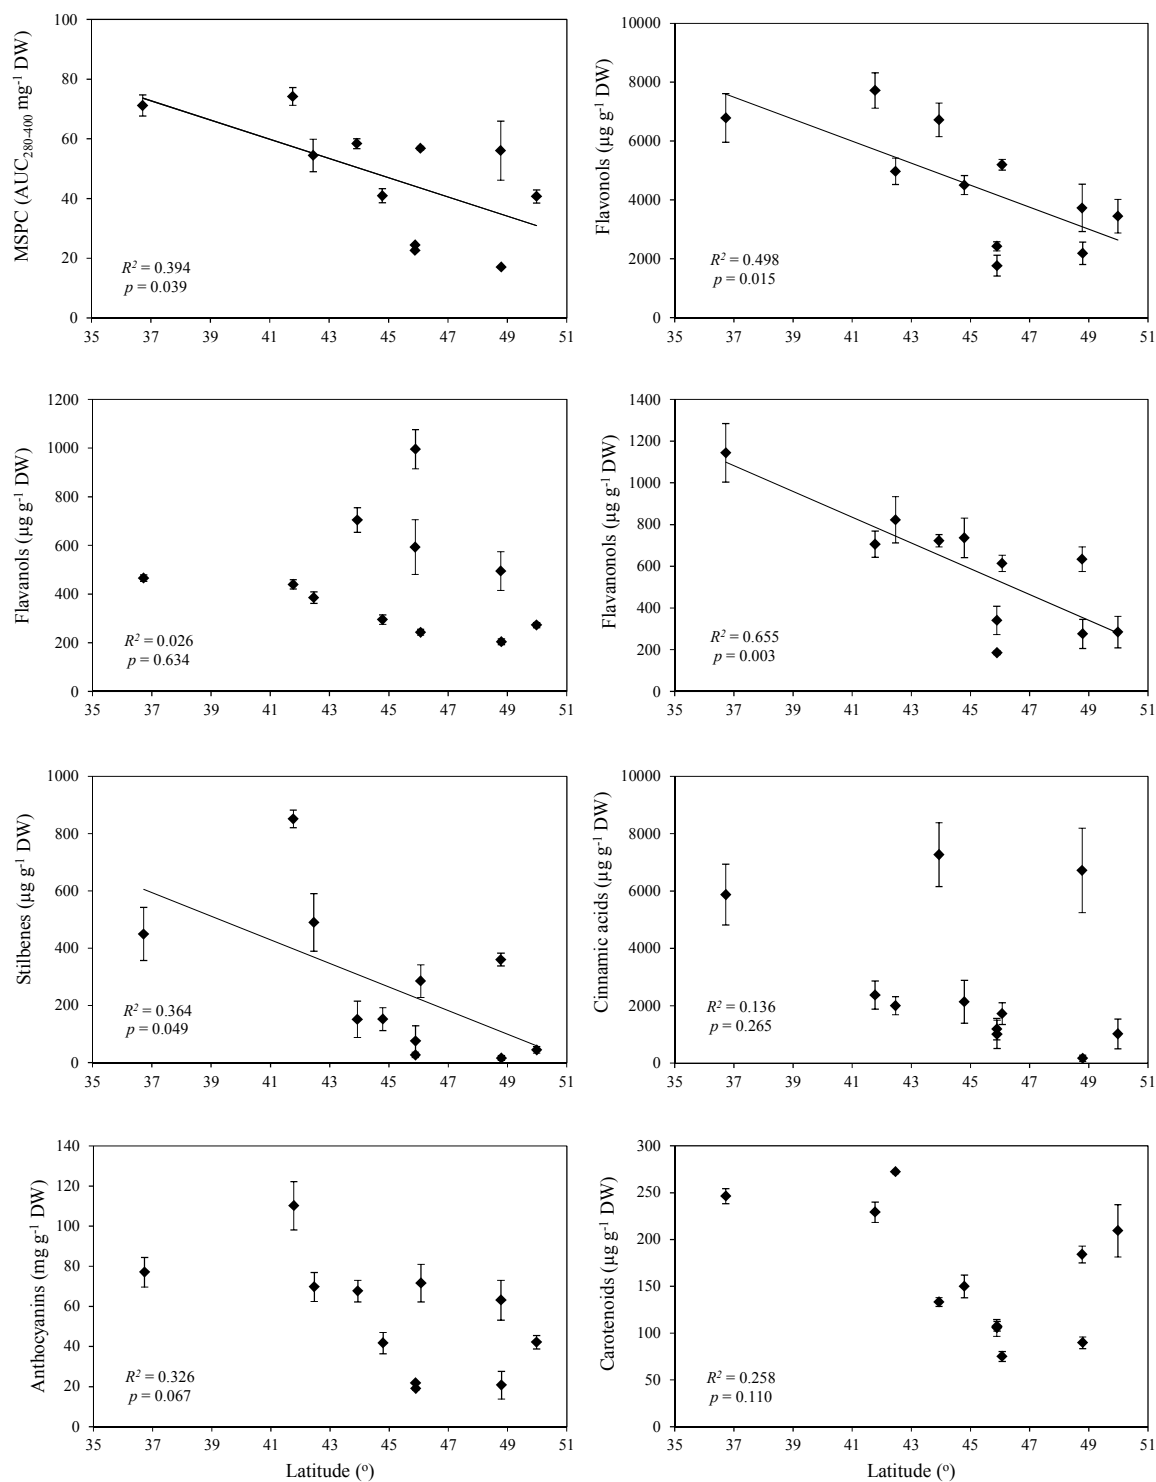 MSPC (AUC280-400 mg-1 DW)
100
80
60
40
20
0
R2 = 0.394
p = 0.039
35 37 39 41 43 45 47 49 51
Flavonols (µg g-1 DW)
10000
8000
6000
4000
2000
0
R2 = 0.498
p = 0.015
35 37 39 41 43 45 47 49 51
Flavanols (µg g-1 DW)
1200
1000
800
600
400
200
0
R2 = 0.026
p = 0.634
35 37 39 41 43 45 47 49 51
Flavanonols (µg g-1 DW)
1400
1200
1000
800
600
400
200
0
R2 = 0.655
p = 0.003
35 37 39 41 43 45 47 49 51
Stilbenes (µg g-1 DW)
1000
800
600
400
200
0
R2 = 0.364
p = 0.049
35 37 39 41 43 45 47 49 51
Cinnamic acids (µg g-1 DW)
10000
8000
6000
4000
2000
0
R2 = 0.136
p = 0.265
35 37 39 41 43 45 47 49 51
Anthocyanins (mg g-1 DW)
140
120
100
80
60
40
20
0
R2 = 0.326
p = 0.067
35 37 39 41 43 45 47 49 51
Latitude (o)
Carotenoids (µg g-1 DW)
300
250
200
150
100
50
0
R2 = 0.258
p = 0.110
35 37 39 41 43 45 47 49 51
Latitude (o)